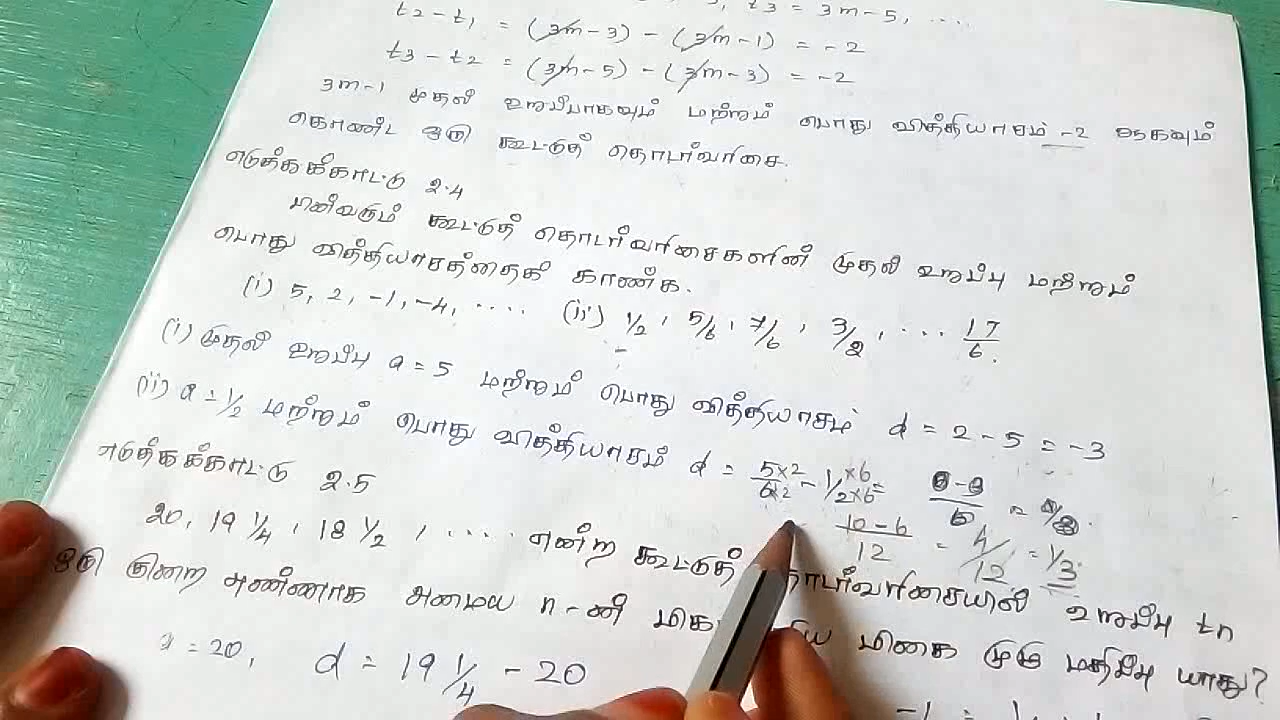 t3 = 3m-5, ....
t2 - t1 = (3m-3) - (3m-1) = -2
t3 - t2 = (3m-5) - (3m-3) = -2
3m-1 முதல் உறுப்பாகவும் மற்றும் பொது வித்தியாசம் -2 ஆகவும்
கொண்ட ஒரு கூட்டுத் தொடர்வரிசை.
எடுத்துக்காட்டு 2.4
பின்வரும் கூட்டுத் தொடர்வரிசைகளின் முதல் உறுப்பு மற்றும்
பொது வித்தியாசத்தைக் காண்க.
(i) 5, 2, -1, -4, .... (ii) 1/2, 5/6, 7/6, 3/2, ... 17/6.
(i) முதல் உறுப்பு a = 5 மற்றும் பொது வித்தியாசம் d = 2 - 5 = -3
(ii) a = 1/2 மற்றும் பொது வித்தியாசம் d = 5×2/6×2 - 1×6/2×6 =
10-6/12 = 4/12 = 1/3.
எடுத்துக்காட்டு 2.5
20, 19 1/4, 18 1/2, ..... என்ற கூட்டுத் தொடர்வரிசையில் உறுப்பு tn
ஒரு குறை எண்ணாக அமைய n-ன் மிகச் மிகை முழு மதிப்பு யாது?
a = 20, d = 19 1/4 - 20